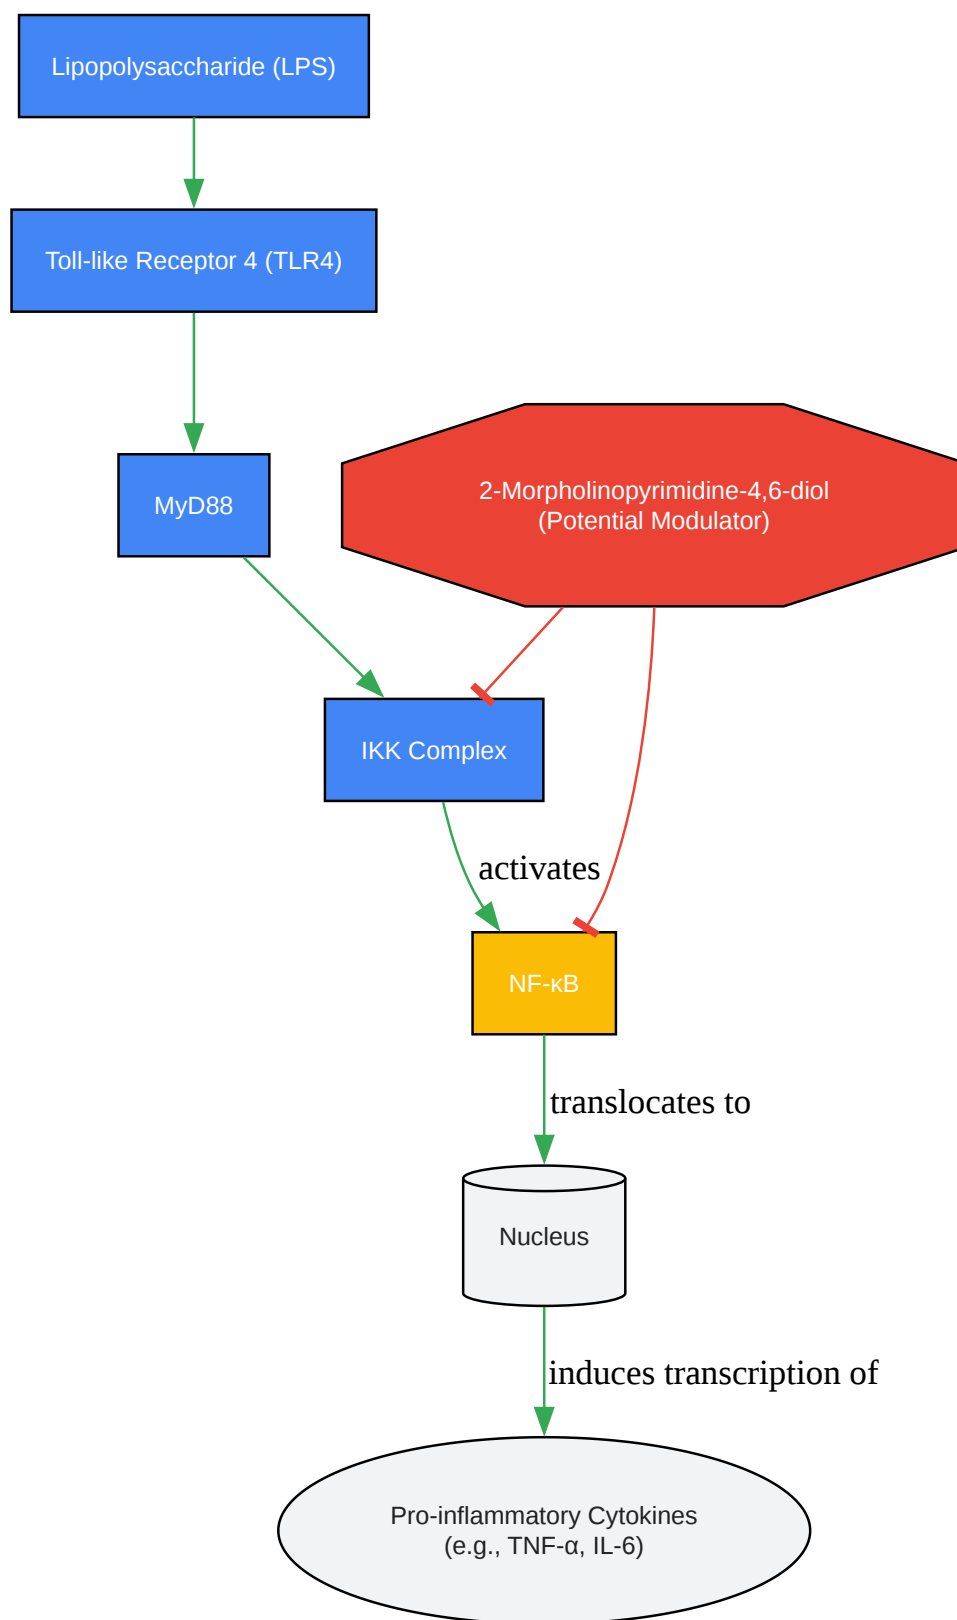 Lipopolysaccharide (LPS)
Toll-like Receptor 4 (TLR4)
2-Morpholinopyrimidine-4,6-diol
(Potential Modulator)
MyD88
IKK Complex
activates
NF-κB
translocates to
Nucleus
induces transcription of
Pro-inflammatory Cytokines
(e.g., TNF-α, IL-6)